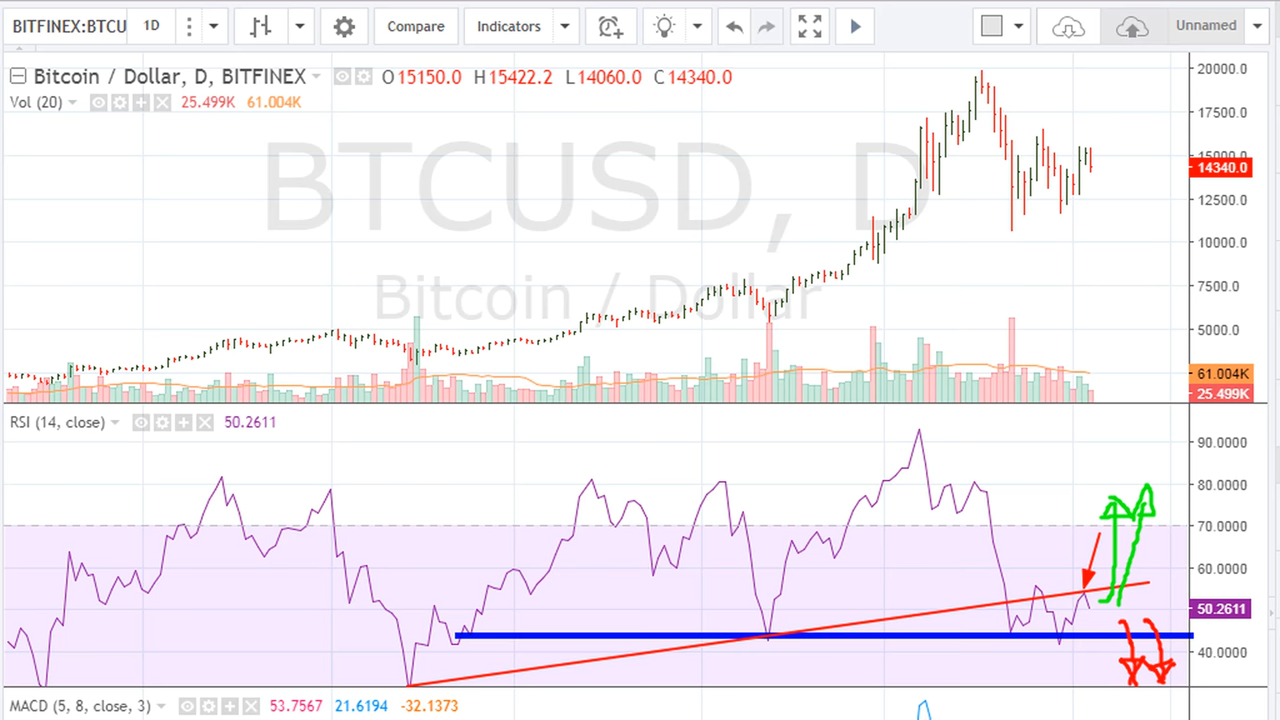 BITFINEX:BTCU 1D Compare Indicators Unnamed
Bitcoin / Dollar, D, BITFINEX O15150.0 H15422.2 L14060.0 C14340.0
Vol (20) 25.499K 61.004K
BTCUSD, D
Bitcoin / Dollar
20000.0
17500.0
15000.0
14340.0
12500.0
10000.0
7500.0
5000.0
61.004K
25.499K
RSI (14, close) 50.2611
90.0000
80.0000
70.0000
60.0000
50.2611
40.0000
MACD (5, 8, close, 3) 53.7567 21.6194 -32.1373